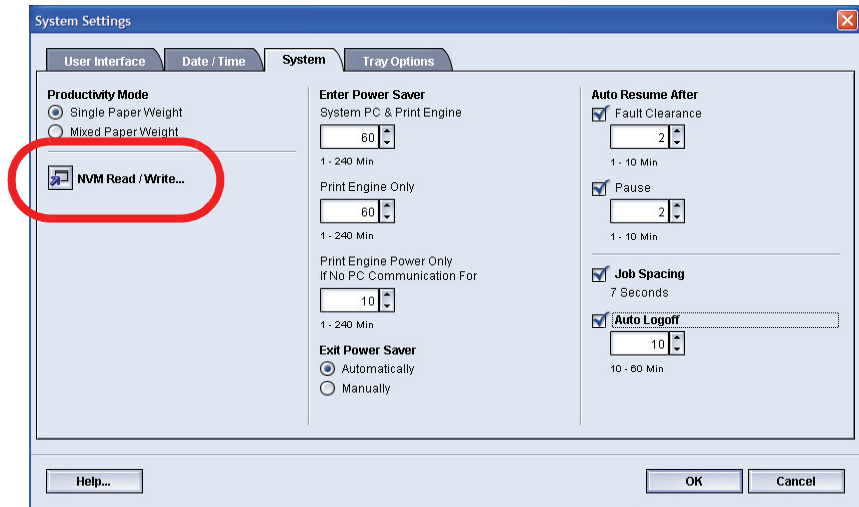 System Settings
User Interface
Date / Time
System
Tray Options
Productivity Mode
Single Paper Weight
Mixed Paper Weight
NVM Read / Write...
Enter Power Saver
System PC & Print Engine
60
1 - 240 Min
Print Engine Only
60
1 - 240 Min
Print Engine Power Only
If No PC Communication For
10
1 - 240 Min
Exit Power Saver
Automatically
Manually
Auto Resume After
Fault Clearance
2
1 - 10 Min
Pause
2
1 - 10 Min
Job Spacing
7 Seconds
Auto Logoff
10
10 - 60 Min
Help...
OK
Cancel